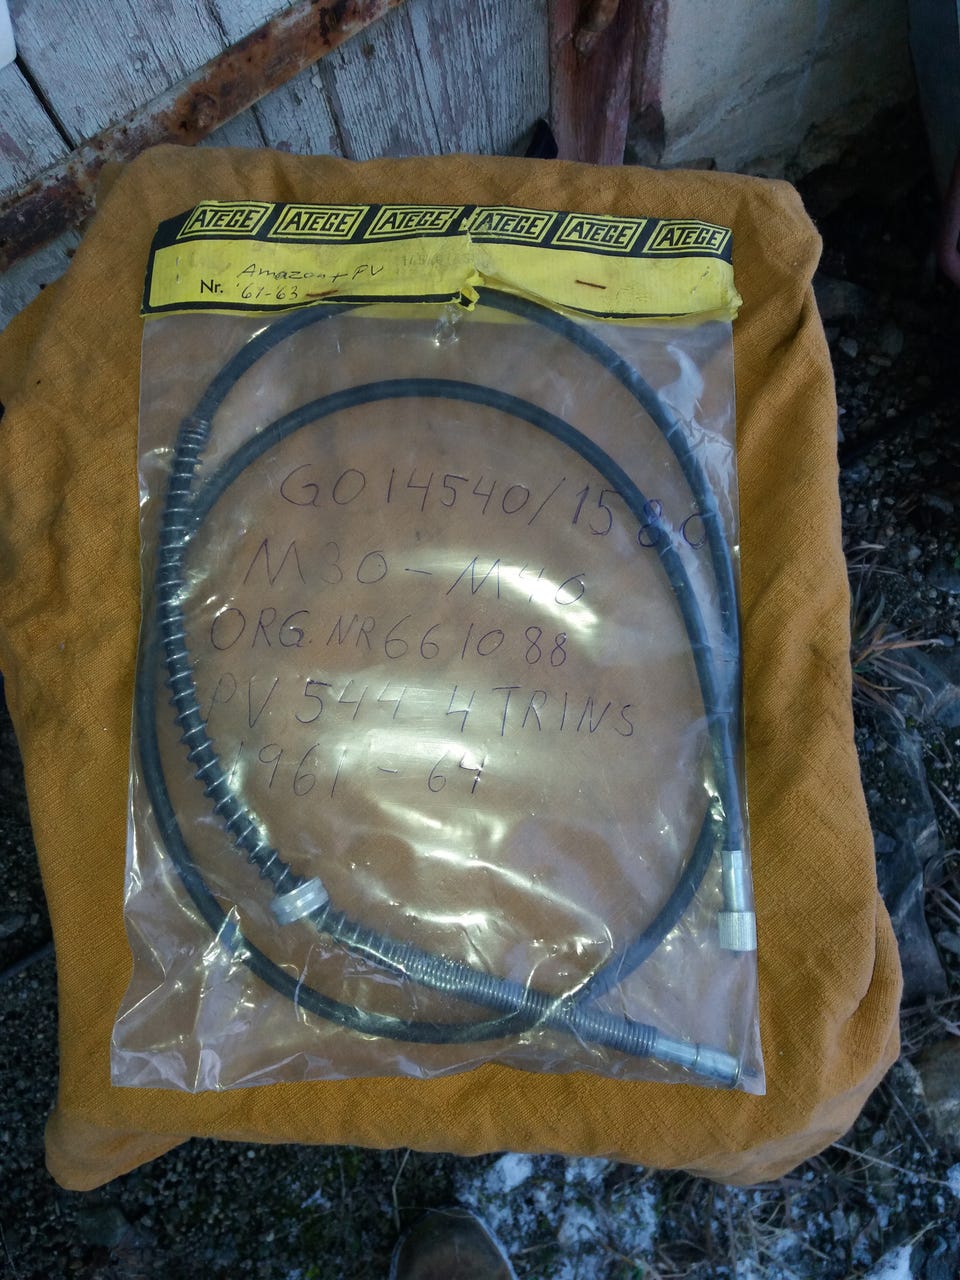 ATEGE ATEGE ATEGE ATEGE ATEGE ATEGE
Amazon + PV
Nr. '61-'63
GO 14540/1580
M30-M40
ORG. NR 661088
PV 544 4 TRINS
1961-64